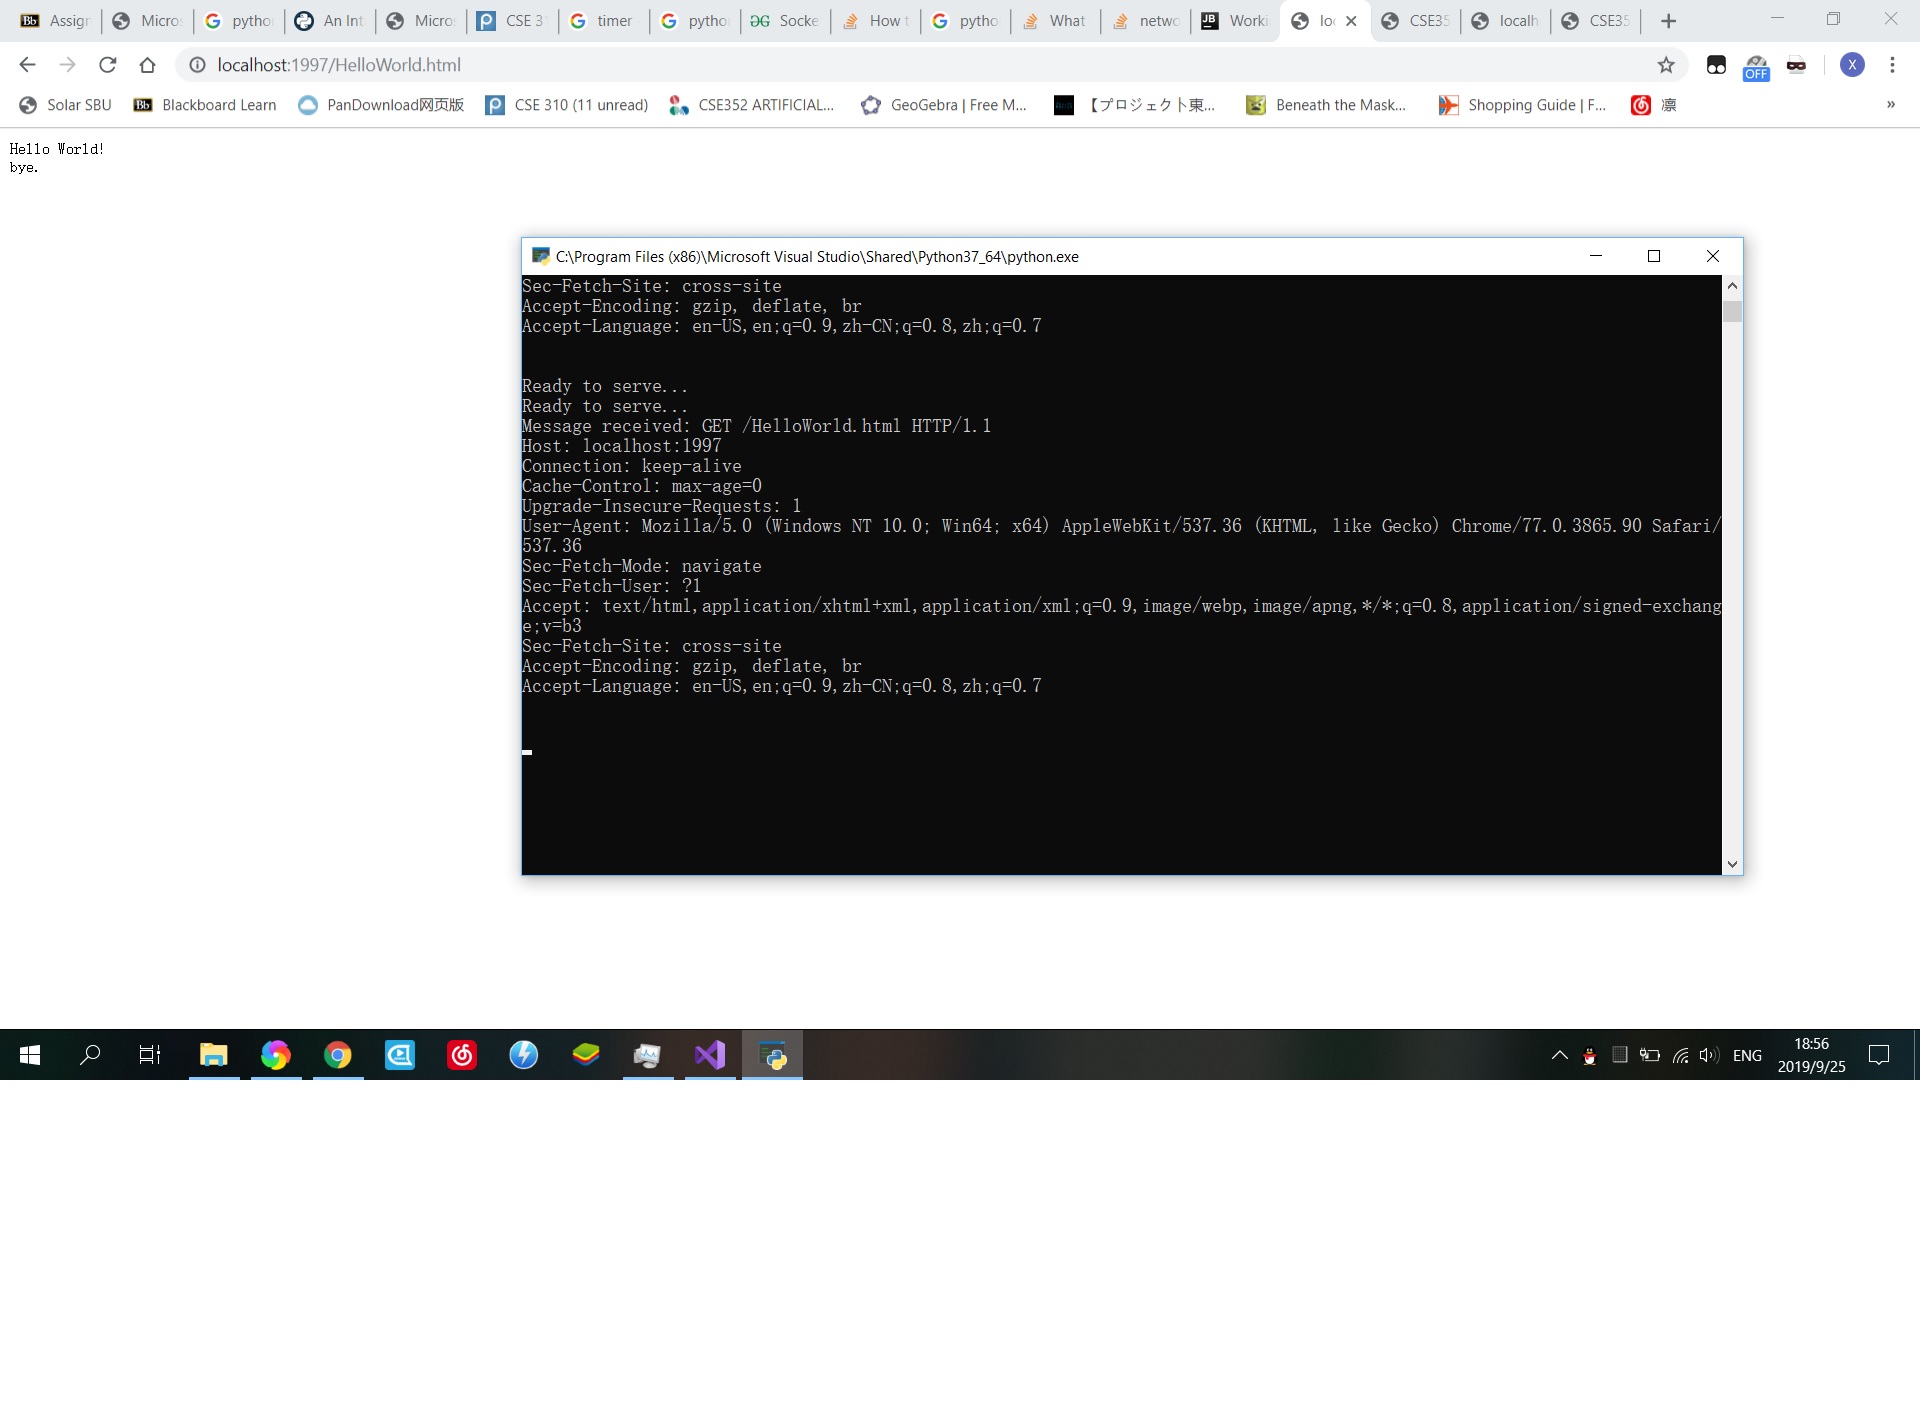 Assign
Micros
python
An Int
Micros
CSE 31
timer
python
Socke
How t
python
What
netwo
Worki
loc
CSE35
localh
CSE35
localhost:1997/HelloWorld.html
OFF
X
Solar SBU
Blackboard Learn
PanDownload网页版
CSE 310 (11 unread)
CSE352 ARTIFICIAL...
GeoGebra | Free M...
【プロジェクト東...
Beneath the Mask...
Shopping Guide | F...
凛
»
Hello World!
bye.
C:\Program Files (x86)\Microsoft Visual Studio\Shared\Python37_64\python.exe
Sec-Fetch-Site: cross-site
Accept-Encoding: gzip, deflate, br
Accept-Language: en-US,en;q=0.9,zh-CN;q=0.8,zh;q=0.7
Ready to serve...
Ready to serve...
Message received: GET /HelloWorld.html HTTP/1.1
Host: localhost:1997
Connection: keep-alive
Cache-Control: max-age=0
Upgrade-Insecure-Requests: 1
User-Agent: Mozilla/5.0 (Windows NT 10.0; Win64; x64) AppleWebKit/537.36 (KHTML, like Gecko) Chrome/77.0.3865.90 Safari/
537.36
Sec-Fetch-Mode: navigate
Sec-Fetch-User: ?1
Accept: text/html,application/xhtml+xml,application/xml;q=0.9,image/webp,image/apng,*/*;q=0.8,application/signed-exchang
e;v=b3
Sec-Fetch-Site: cross-site
Accept-Encoding: gzip, deflate, br
Accept-Language: en-US,en;q=0.9,zh-CN;q=0.8,zh;q=0.7
ENG
18:56
2019/9/25